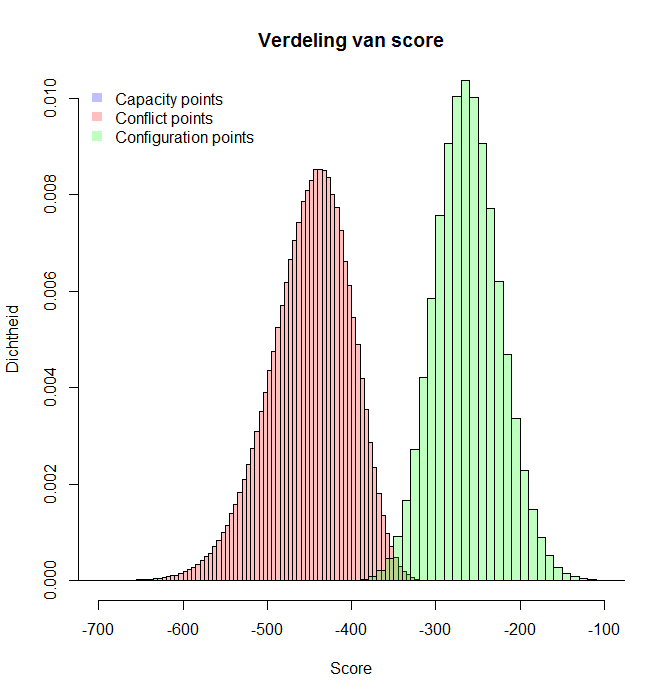 Verdeling van score
Capacity points
Conflict points
Configuration points
Dichtheid
0.010
0.008
0.006
0.004
0.002
0.000
-700 -600 -500 -400 -300 -200 -100
Score